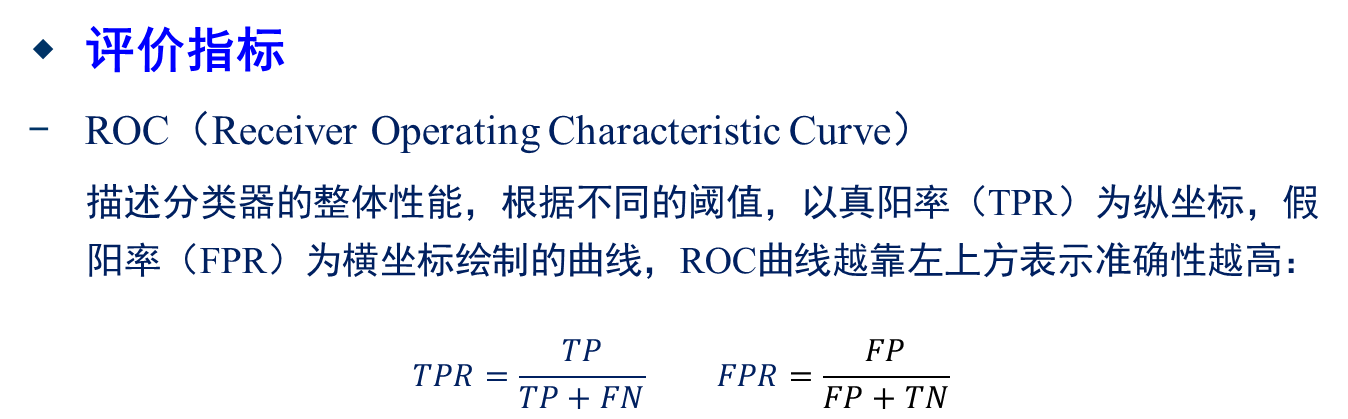 ◆ 评价指标
− ROC（Receiver Operating Characteristic Curve）
描述分类器的整体性能，根据不同的阈值，以真阳率（TPR）为纵坐标，假
阳率（FPR）为横坐标绘制的曲线，ROC曲线越靠左上方表示准确性越高：
TPR = TP / (TP + FN) FPR = FP / (FP + TN)